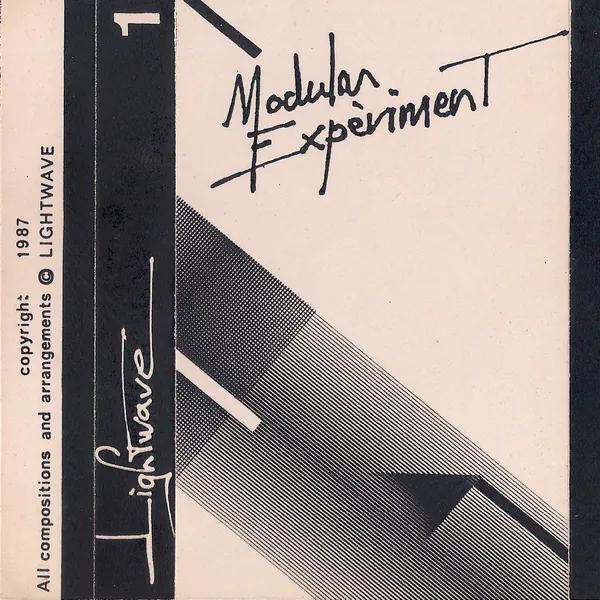 Modular
Expèriment
1
Lightwave
copyright 1987
All compositions and arrangements © LIGHTWAVE